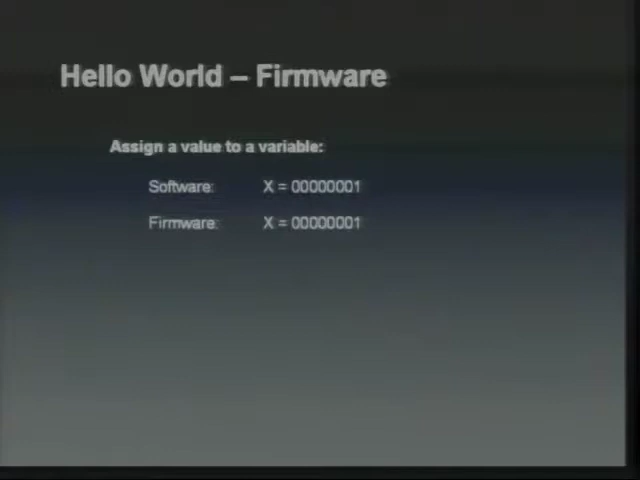 Hello World – Firmware
Assign a value to a variable:
Software: X = 00000001
Firmware: X = 00000001